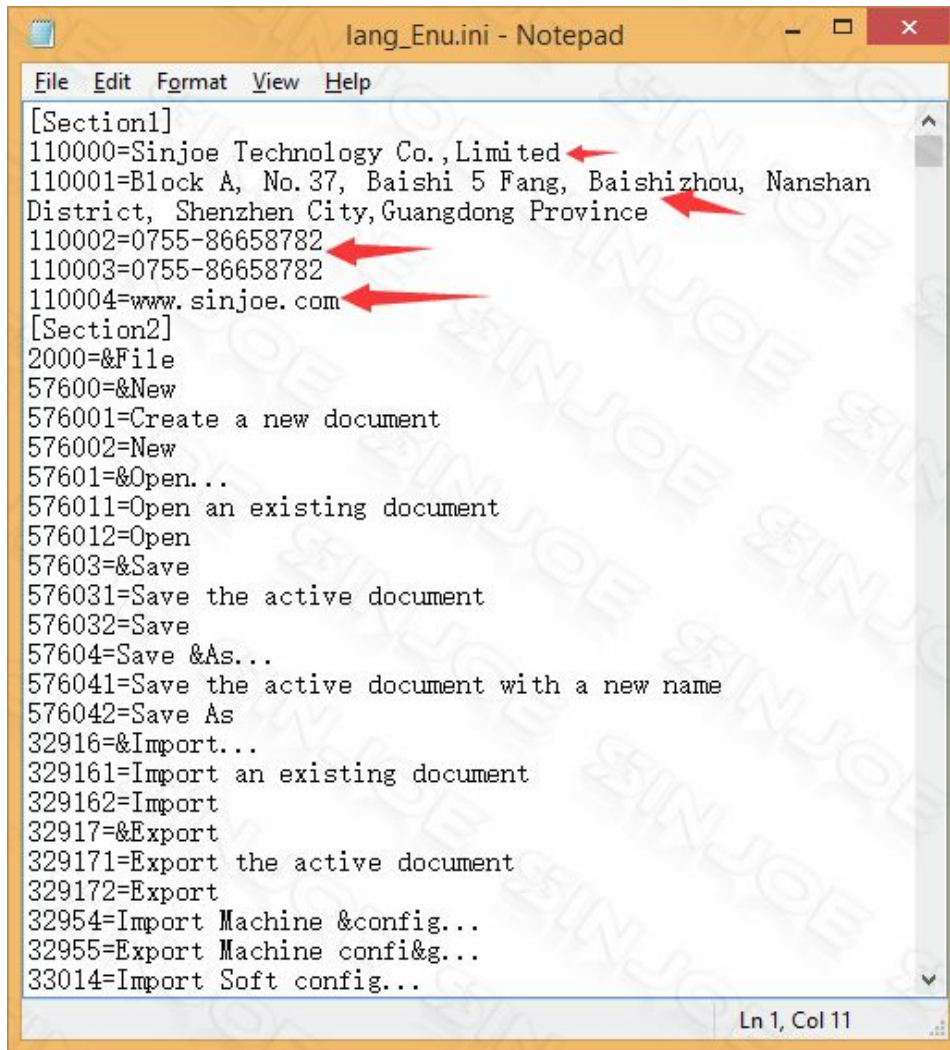 lang_Enu.ini - Notepad
File Edit Format View Help
[Section1]
110000=Sinjoe Technology Co.,Limited
110001=Block A, No.37, Baishi 5 Fang, Baishizhou, Nanshan
District, Shenzhen City,Guangdong Province
110002=0755-86658782
110003=0755-86658782
110004=www.sinjoe.com
[Section2]
2000=&File
57600=&New
576001=Create a new document
576002=New
57601=&Open...
576011=Open an existing document
576012=Open
57603=&Save
576031=Save the active document
576032=Save
57604=Save &As...
576041=Save the active document with a new name
576042=Save As
32916=&Import...
329161=Import an existing document
329162=Import
32917=&Export
329171=Export the active document
329172=Export
32954=Import Machine &config...
32955=Export Machine confi&g...
33014=Import Soft config...
Ln 1, Col 11
SINJOE